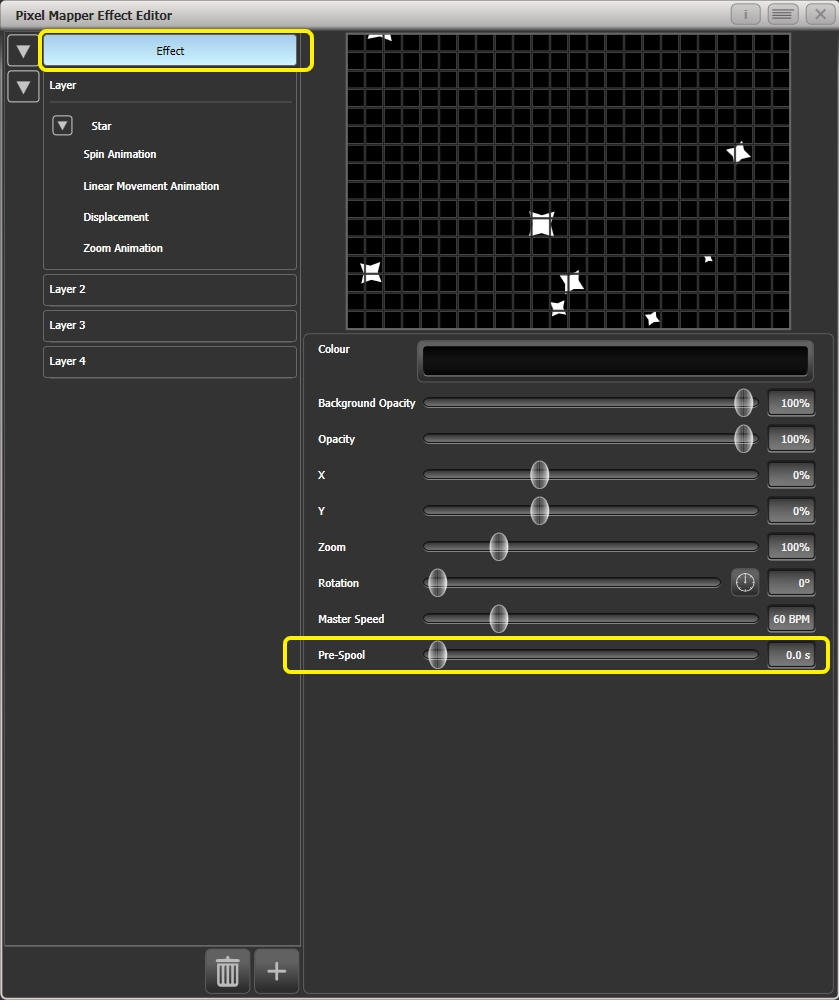 Pixel Mapper Effect Editor
i
Effect
Layer
Star
Spin Animation
Linear Movement Animation
Displacement
Zoom Animation
Layer 2
Layer 3
Layer 4
Colour
Background Opacity 100%
Opacity 100%
X 0%
Y 0%
Zoom 100%
Rotation 0°
Master Speed 60 BPM
Pre-Spool 0.0 s